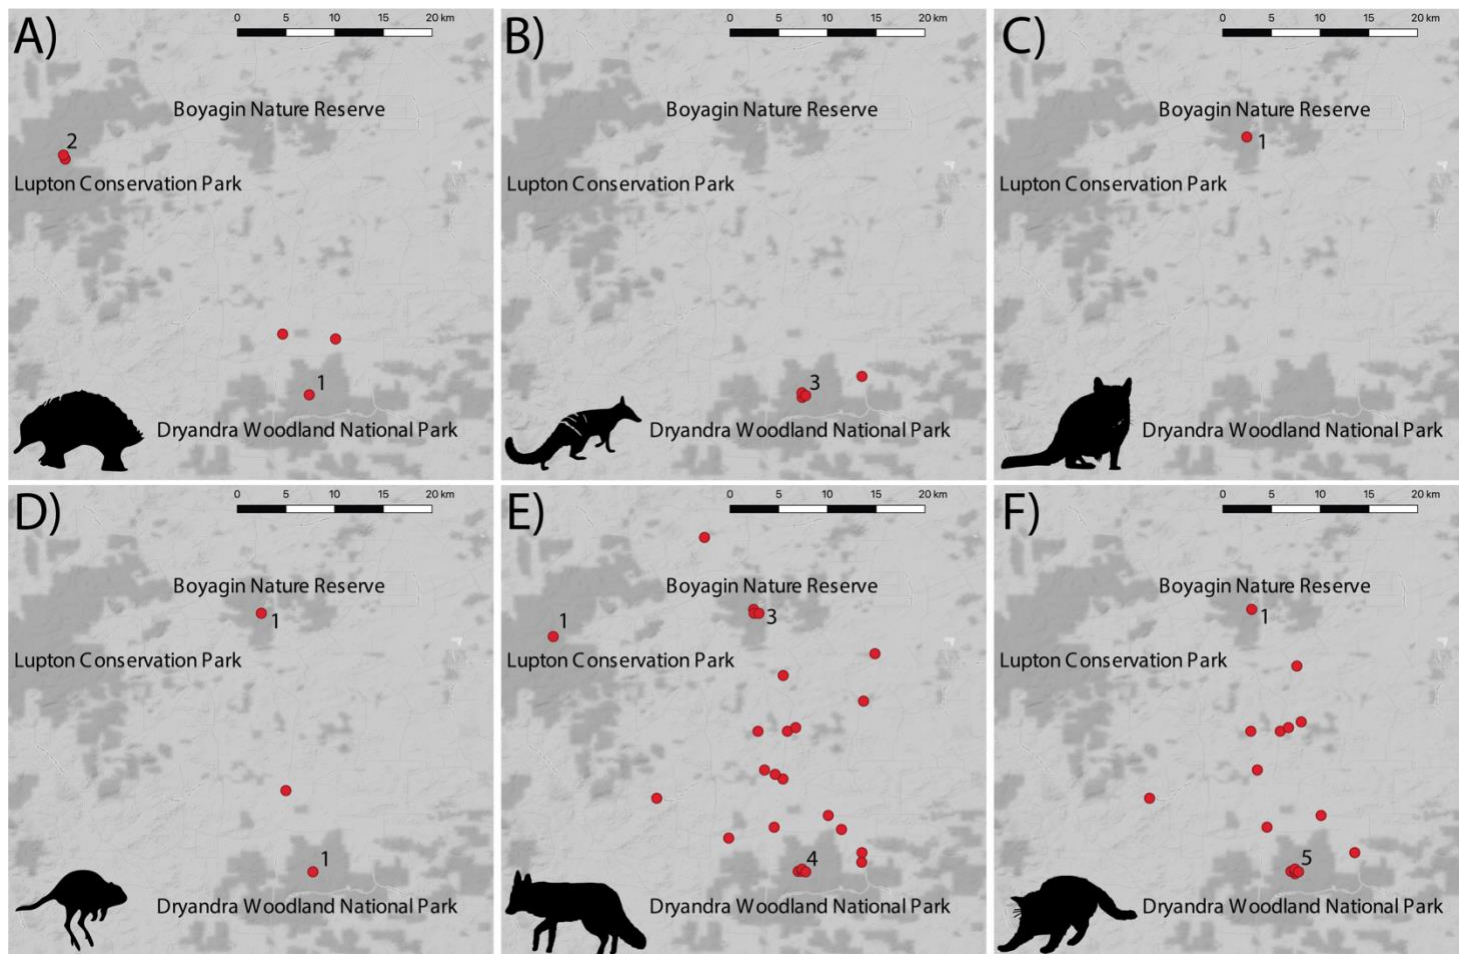 A)
0 5 10 15 20 km
Boyagin Nature Reserve
2
Lupton Conservation Park
1
Dryandra Woodland National Park
B)
0 5 10 15 20 km
Boyagin Nature Reserve
Lupton Conservation Park
3
Dryandra Woodland National Park
C)
0 5 10 15 20 km
Boyagin Nature Reserve
1
Lupton Conservation Park
Dryandra Woodland National Park
D)
0 5 10 15 20 km
Boyagin Nature Reserve
1
Lupton Conservation Park
1
Dryandra Woodland National Park
E)
0 5 10 15 20 km
Boyagin Nature Reserve
1
3
Lupton Conservation Park
4
Dryandra Woodland National Park
F)
0 5 10 15 20 km
Boyagin Nature Reserve
1
Lupton Conservation Park
5
Dryandra Woodland National Park